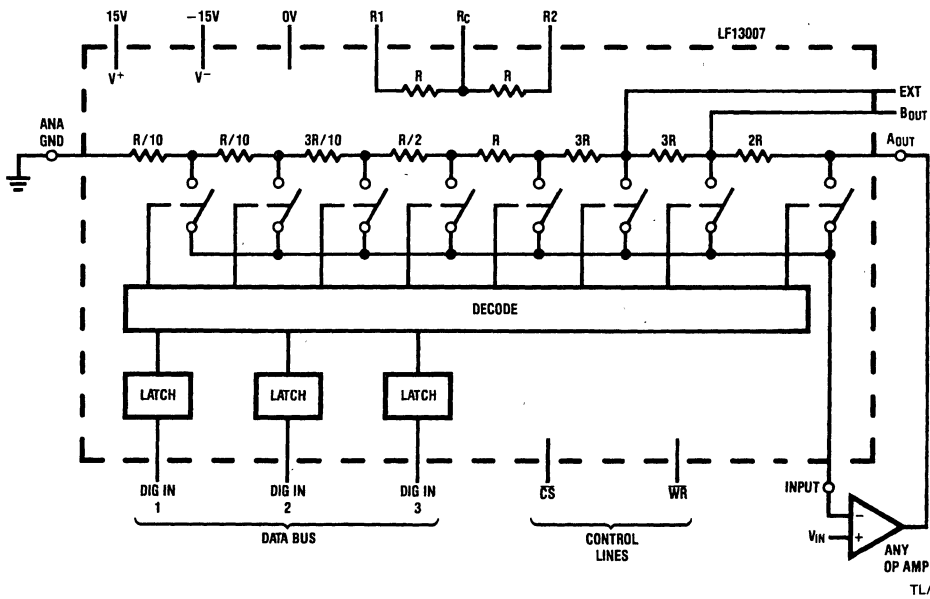 15V −15V 0V R1 RC R2
LF13007
V+ V−
R R
EXT
BOUT
ANA
GND
R/10 R/10 3R/10 R/2 R 3R 3R 2R
AOUT
DECODE
LATCH LATCH LATCH
DIG IN DIG IN DIG IN
1 2 3
CS WR
INPUT
DATA BUS
CONTROL
LINES
−
VIN +
ANY
OP AMP
TL/